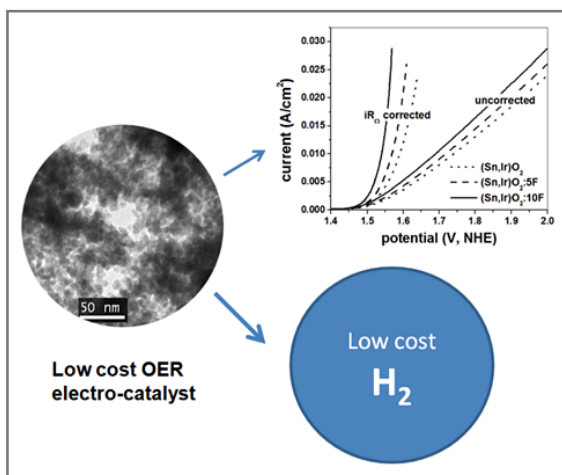 0.030
0.025
0.020
0.015
0.010
0.005
0.000
current (A/cm²)
iRΩ corrected
uncorrected
(Sn,Ir)O₂
(Sn,Ir)O₂:5F
(Sn,Ir)O₂:10F
1.4 1.5 1.6 1.7 1.8 1.9 2.0
potential (V, NHE)
50 nm
Low cost OER
electro-catalyst
Low cost
H₂